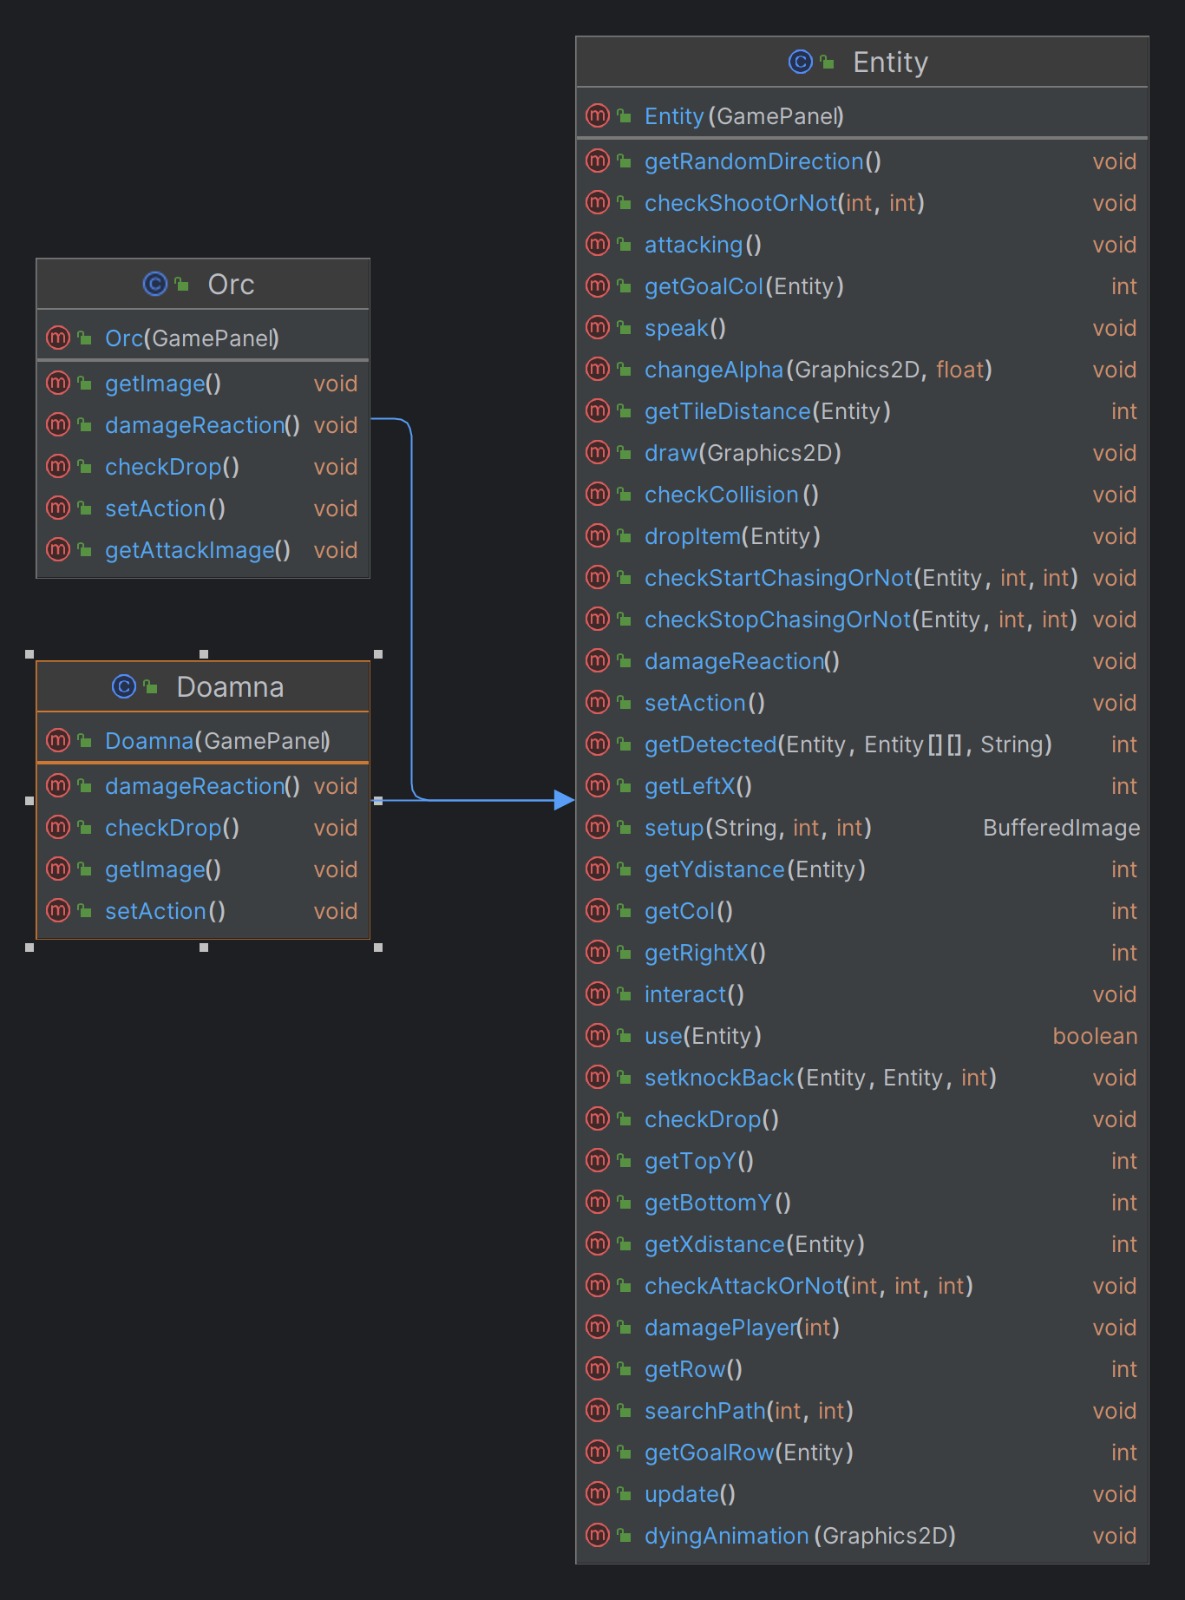 Orc
Orc(GamePanel)
getImage() void
damageReaction() void
checkDrop() void
setAction() void
getAttackImage() void
Doamna
Doamna(GamePanel)
damageReaction() void
checkDrop() void
getImage() void
setAction() void
Entity
Entity(GamePanel)
getRandomDirection() void
checkShootOrNot(int, int) void
attacking() void
getGoalCol(Entity) int
speak() void
changeAlpha(Graphics2D, float) void
getTileDistance(Entity) int
draw(Graphics2D) void
checkCollision() void
dropItem(Entity) void
checkStartChasingOrNot(Entity, int, int) void
checkStopChasingOrNot(Entity, int, int) void
damageReaction() void
setAction() void
getDetected(Entity, Entity[][], String) int
getLeftX() int
setup(String, int, int) BufferedImage
getYdistance(Entity) int
getCol() int
getRightX() int
interact() void
use(Entity) boolean
setknockBack(Entity, Entity, int) void
checkDrop() void
getTopY() int
getBottomY() int
getXdistance(Entity) int
checkAttackOrNot(int, int, int) void
damagePlayer(int) void
getRow() int
searchPath(int, int) void
getGoalRow(Entity) int
update() void
dyingAnimation(Graphics2D) void